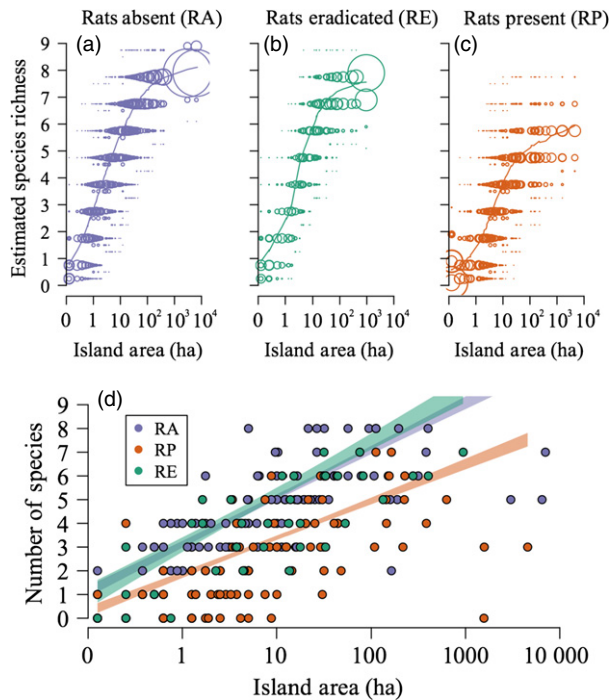 Rats absent (RA) Rats eradicated (RE) Rats present (RP)
(a) (b) (c)
Estimated species richness
9
8
7
6
5
4
3
2
1
0
0 1 10 100 10³ 10⁴ 0 1 10 100 10³ 10⁴ 0 1 10 100 10³ 10⁴
Island area (ha) Island area (ha) Island area (ha)
(d)
Number of species
9
8
7
6
5
4
3
2
1
0
RA
RP
RE
0 1 10 100 1000 10 000
Island area (ha)